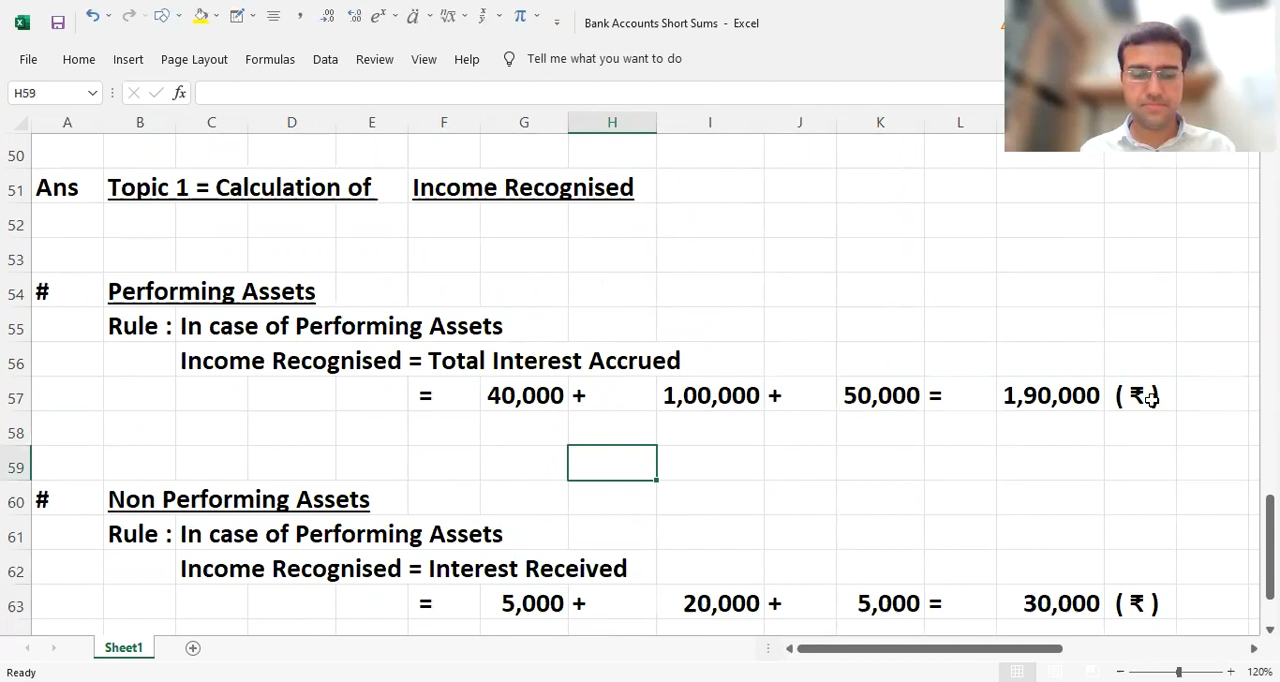 Bank Accounts Short Sums - Excel
File Home Insert Page Layout Formulas Data Review View Help Tell me what you want to do
H59 fx
A B C D E F G H I J K L
50
51 Ans Topic 1 = Calculation of Income Recognised
52
53
54 # Performing Assets
55 Rule : In case of Performing Assets
56 Income Recognised = Total Interest Accrued
57 = 40,000 + 1,00,000 + 50,000 = 1,90,000 ( ₹ )
58
59
60 # Non Performing Assets
61 Rule : In case of Performing Assets
62 Income Recognised = Interest Received
63 = 5,000 + 20,000 + 5,000 = 30,000 ( ₹ )
Sheet1
Ready 120%